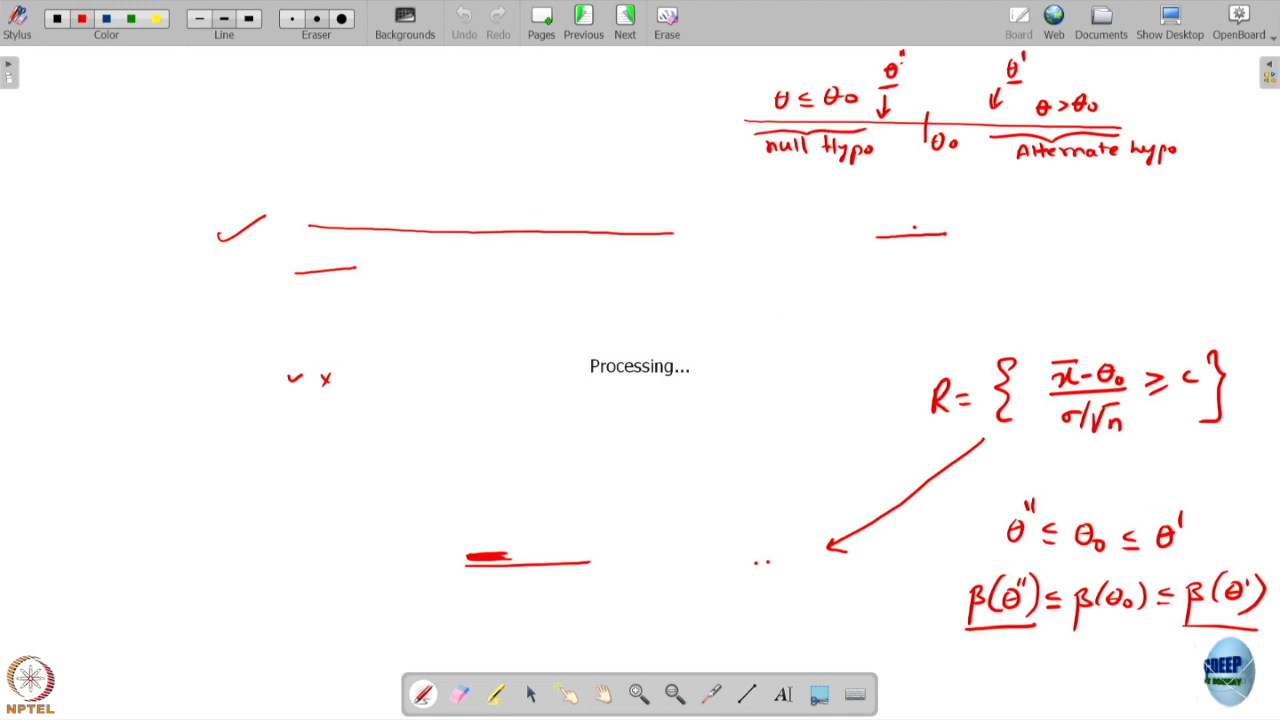 Stylus Color Line Eraser Backgrounds Undo Redo Pages Previous Next Erase Board Web Documents Show Desktop OpenBoard
θ'' θ'
θ ≤ θ₀ θ > θ₀
null Hypo θ₀ Alternate hypo
Processing...
R = { (x̄ - θ₀)/(σ/√n) ≥ c }
θ'' ≤ θ₀ ≤ θ'
β(θ'') ≤ β(θ₀) ≤ β(θ')
NPTEL
CDEEP